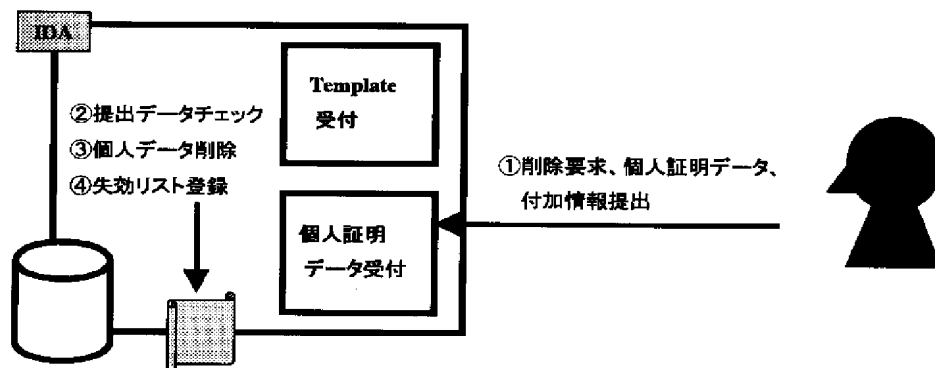 IDA
Template
受付
②提出データチェック
③個人データ削除
④失効リスト登録
①削除要求、個人証明データ、
付加情報提出
個人証明
データ受付